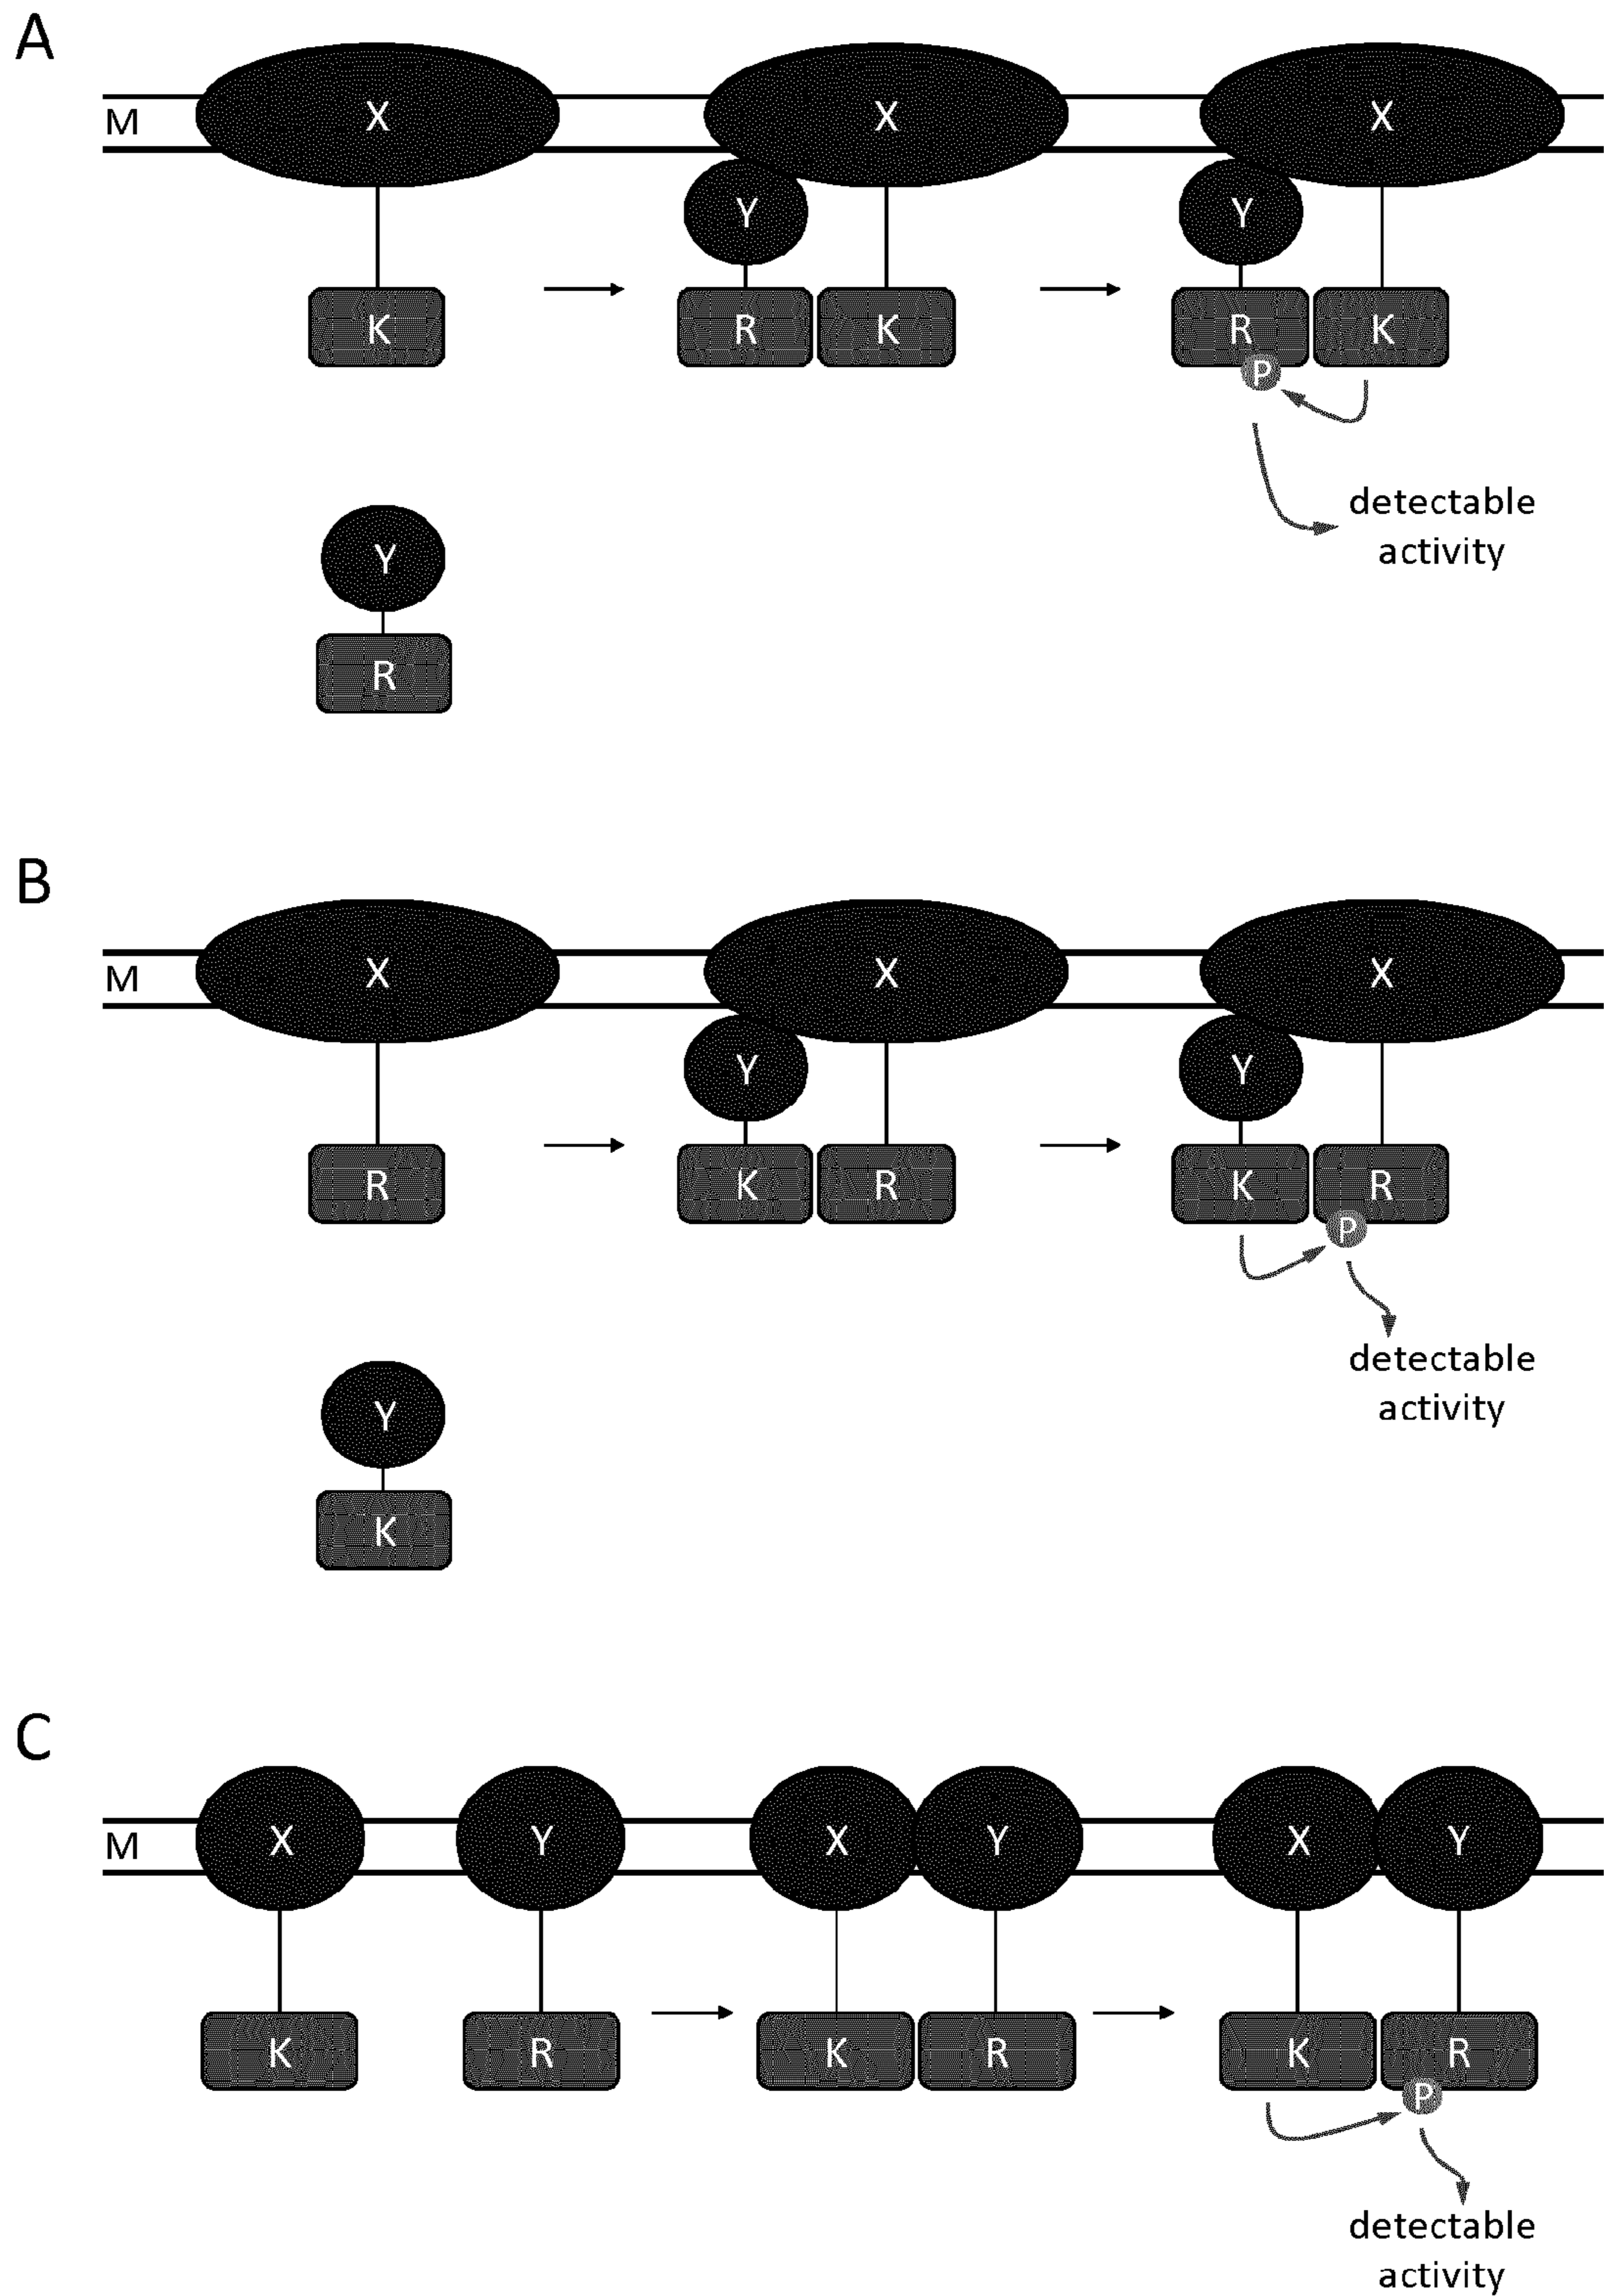 A
M X X X
Y Y
K R K R K
P
detectable
activity
Y
R
B
M X X X
Y Y
R K R K R
P
detectable
activity
Y
K
C
M X Y X Y X Y
K R K R K R
P
detectable
activity